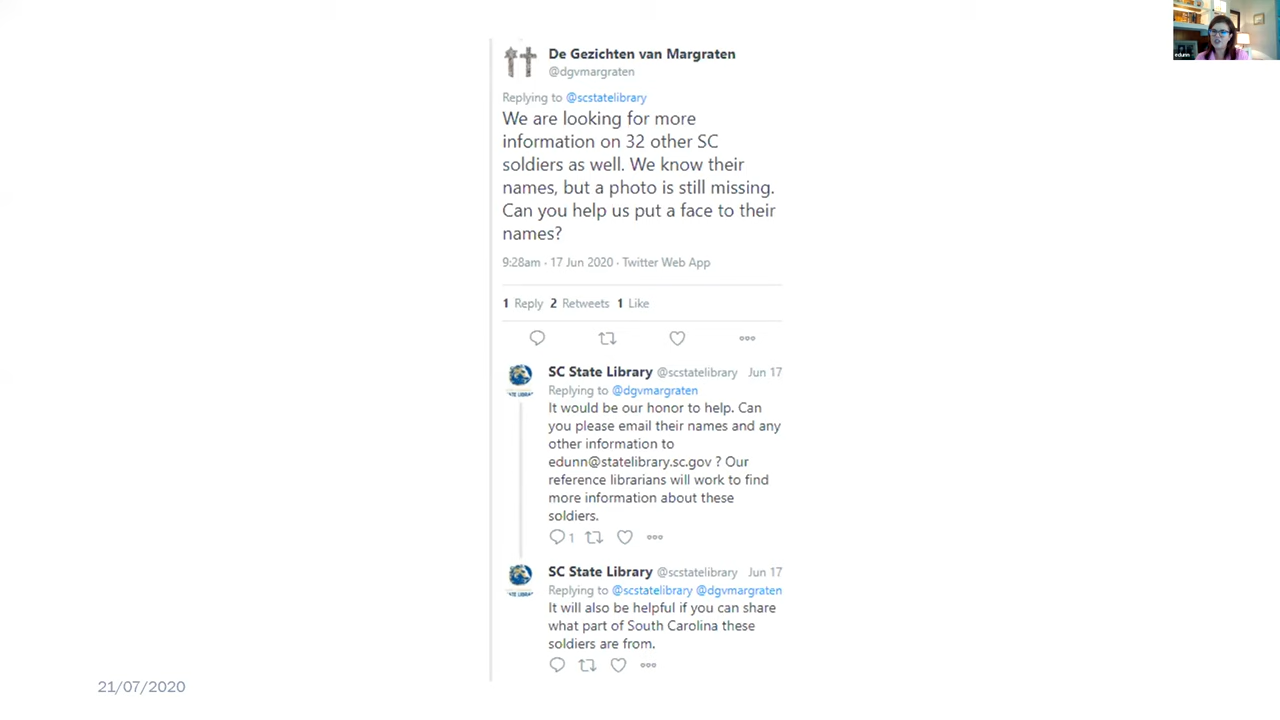 De Gezichten van Margraten
@dgvmargraten
Replying to @scstatelibrary
We are looking for more
information on 32 other SC
soldiers as well. We know their
names, but a photo is still missing.
Can you help us put a face to their
names?
9:28am · 17 Jun 2020 · Twitter Web App
1 Reply 2 Retweets 1 Like
SC State Library @scstatelibrary Jun 17
Replying to @dgvmargraten
It would be our honor to help. Can
you please email their names and any
other information to
edunn@statelibrary.sc.gov ? Our
reference librarians will work to find
more information about these
soldiers.
1
SC State Library @scstatelibrary Jun 17
Replying to @scstatelibrary @dgvmargraten
It will also be helpful if you can share
what part of South Carolina these
soldiers are from.
21/07/2020
edunn